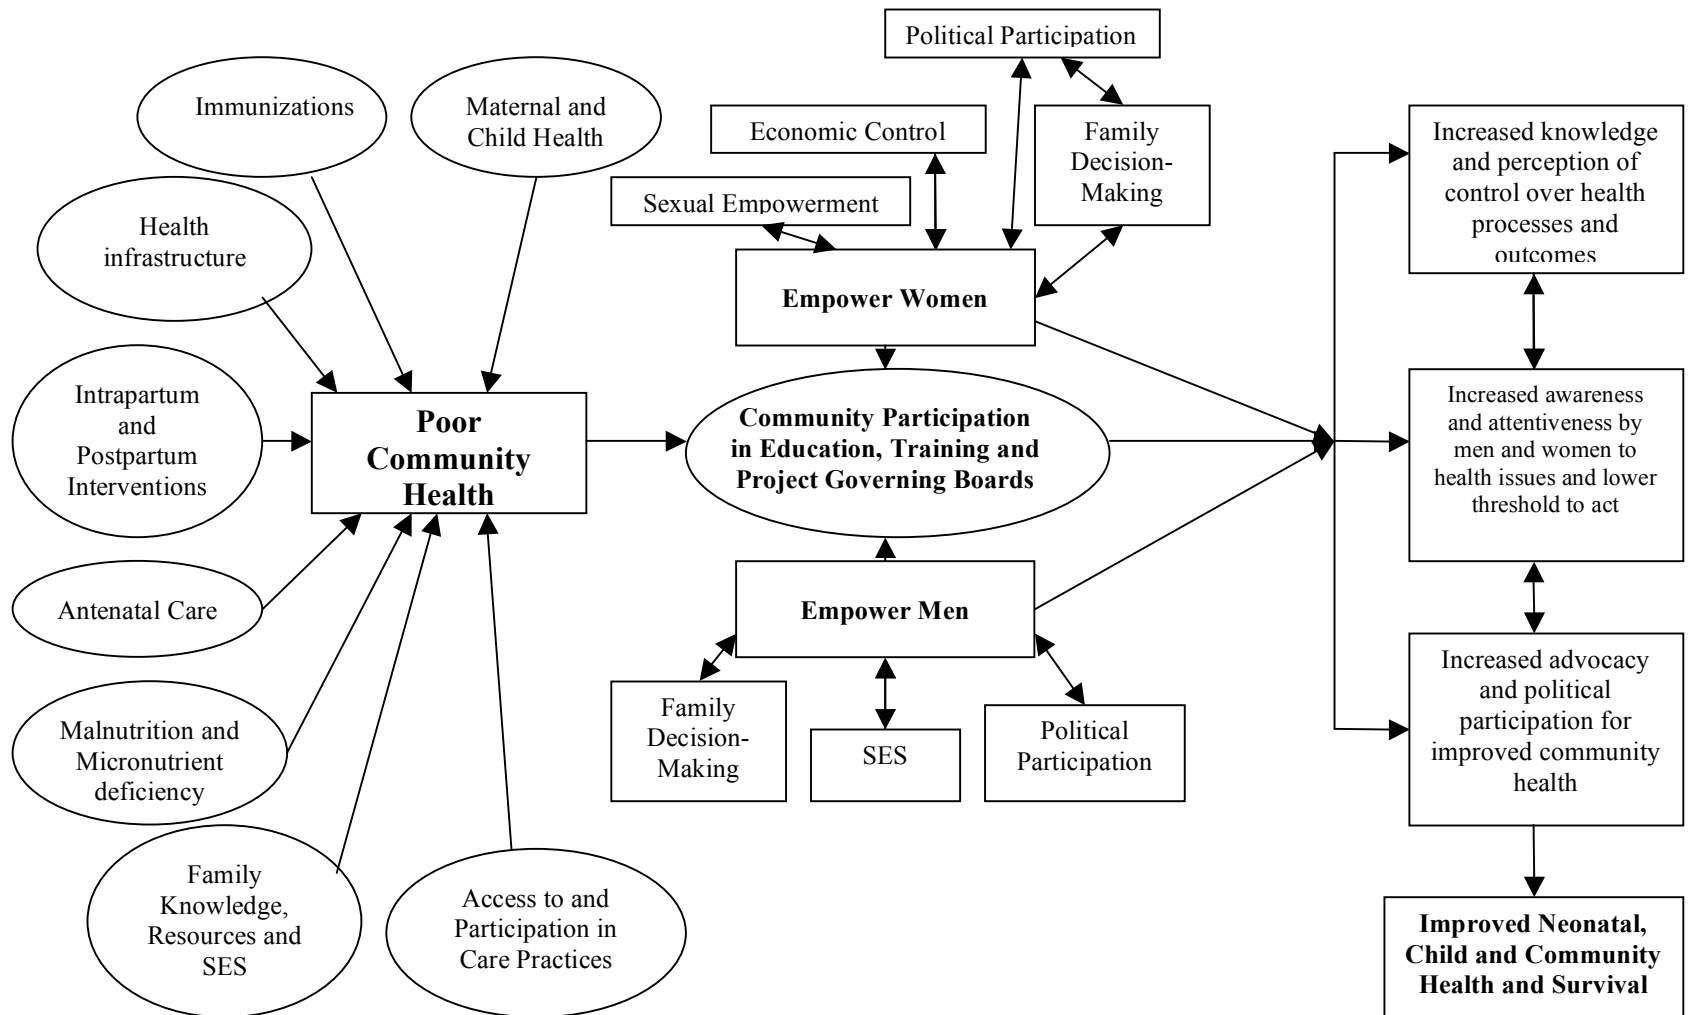 Political Participation
Immunizations
Maternal and
Child Health
Economic Control
Family
Decision-
Making
Increased knowledge
and perception of
control over health
processes and
outcomes
Sexual Empowerment
Health
infrastructure
Empower Women
Intrapartum
and
Postpartum
Interventions
Poor
Community
Health
Community Participation
in Education, Training and
Project Governing Boards
Increased awareness
and attentiveness by
men and women to
health issues and lower
threshold to act
Antenatal Care
Empower Men
Increased advocacy
and political
participation for
improved community
health
Malnutrition and
Micronutrient
deficiency
Family
Decision-
Making
SES
Political
Participation
Family
Knowledge,
Resources and
SES
Access to and
Participation in
Care Practices
Improved Neonatal,
Child and Community
Health and Survival